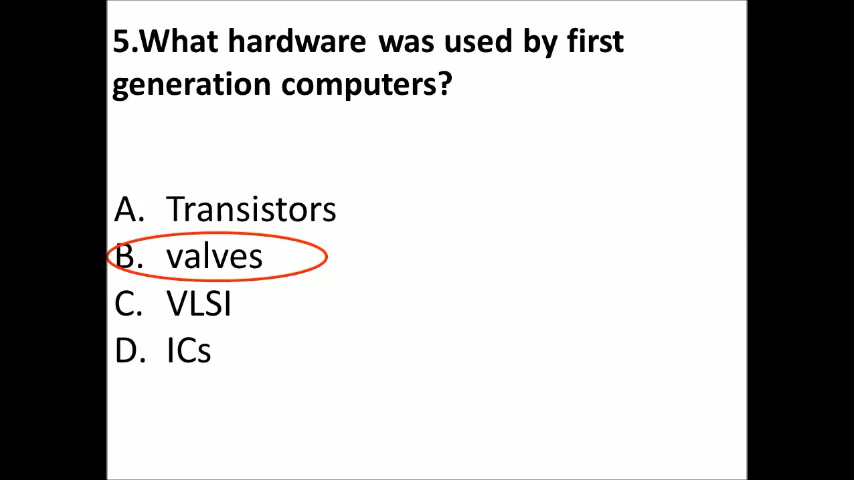 5.What hardware was used by first
generation computers?
A. Transistors
B. valves
C. VLSI
D. ICs